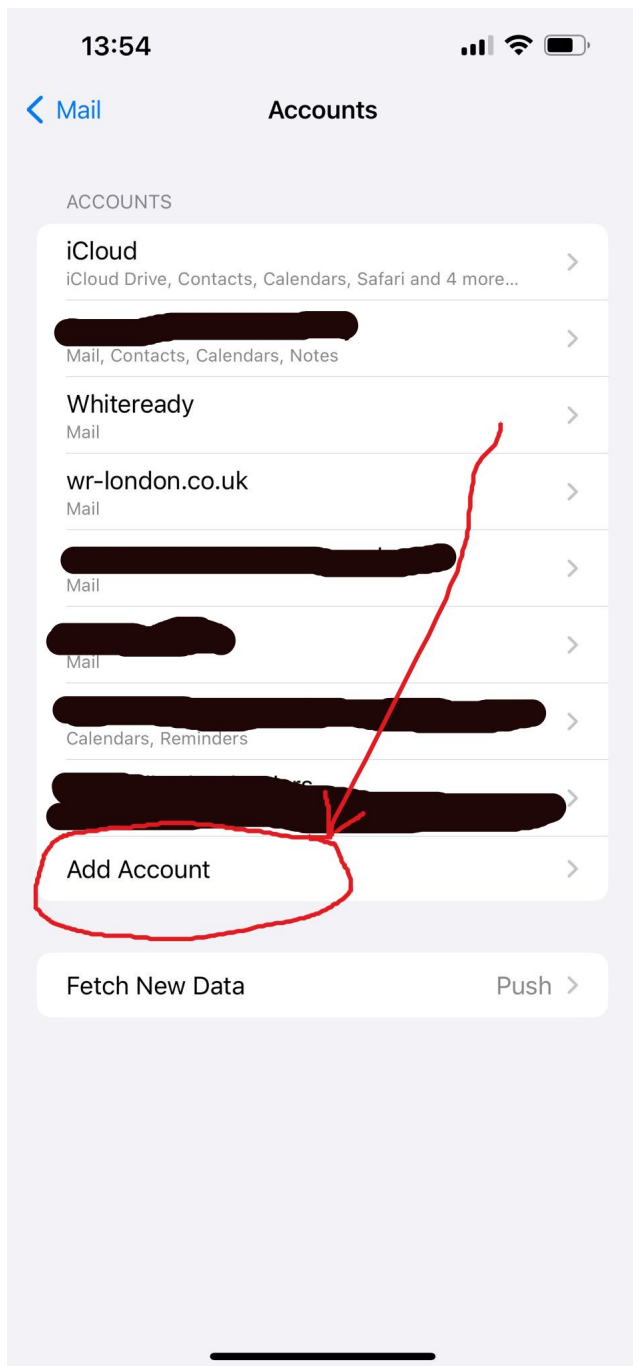 13:54
Mail
Accounts
ACCOUNTS
iCloud
iCloud Drive, Contacts, Calendars, Safari and 4 more...
Mail, Contacts, Calendars, Notes
Whiteready
Mail
wr-london.co.uk
Mail
Mail
Mail
Calendars, Reminders
Add Account
Fetch New Data
Push